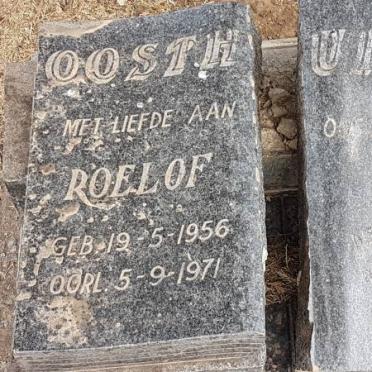 OOSTH
MET LIEFDE AAN
ROELOF
GEB. 19-5-1956
OORL. 5-9-1971